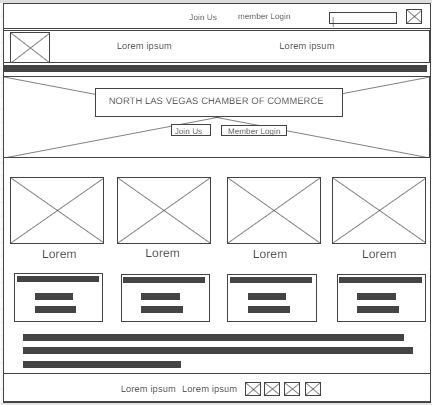 Join Us member Login
Lorem ipsum Lorem ipsum
NORTH LAS VEGAS CHAMBER OF COMMERCE
Join Us Member Login
Lorem Lorem Lorem Lorem
Lorem ipsum Lorem ipsum